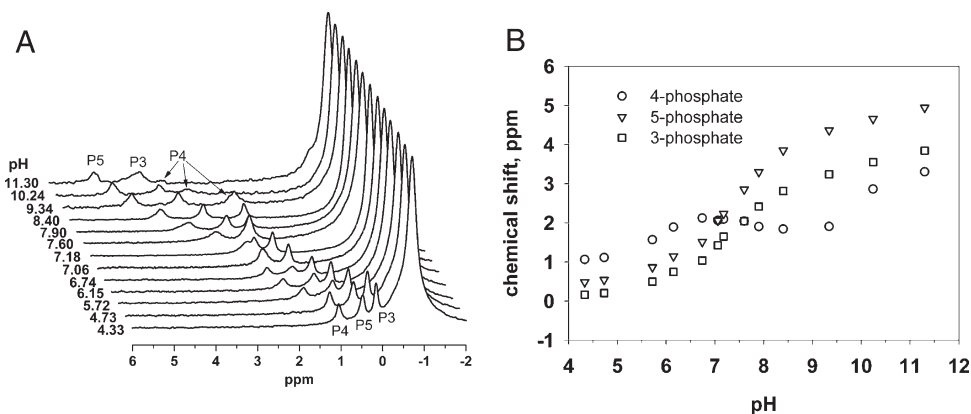 A
P5
P3
P4
pH
11.30
10.24
9.34
8.40
7.90
7.60
7.18
7.06
6.74
6.15
5.72
4.73
4.33
P4
P5
P3
6 5 4 3 2 1 0 -1 -2
ppm
B
6
5
4
3
2
1
0
-1
chemical shift, ppm
4-phosphate
5-phosphate
3-phosphate
4 5 6 7 8 9 10 11 12
pH